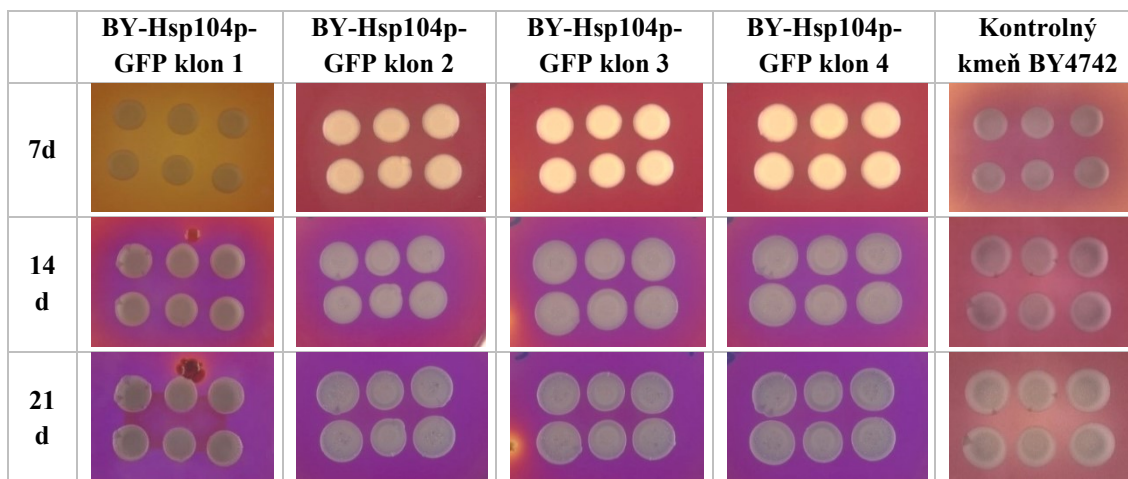 BY-Hsp104p-
GFP klon 1
BY-Hsp104p-
GFP klon 2
BY-Hsp104p-
GFP klon 3
BY-Hsp104p-
GFP klon 4
Kontrolný
kmeň BY4742
7d
14
d
21
d